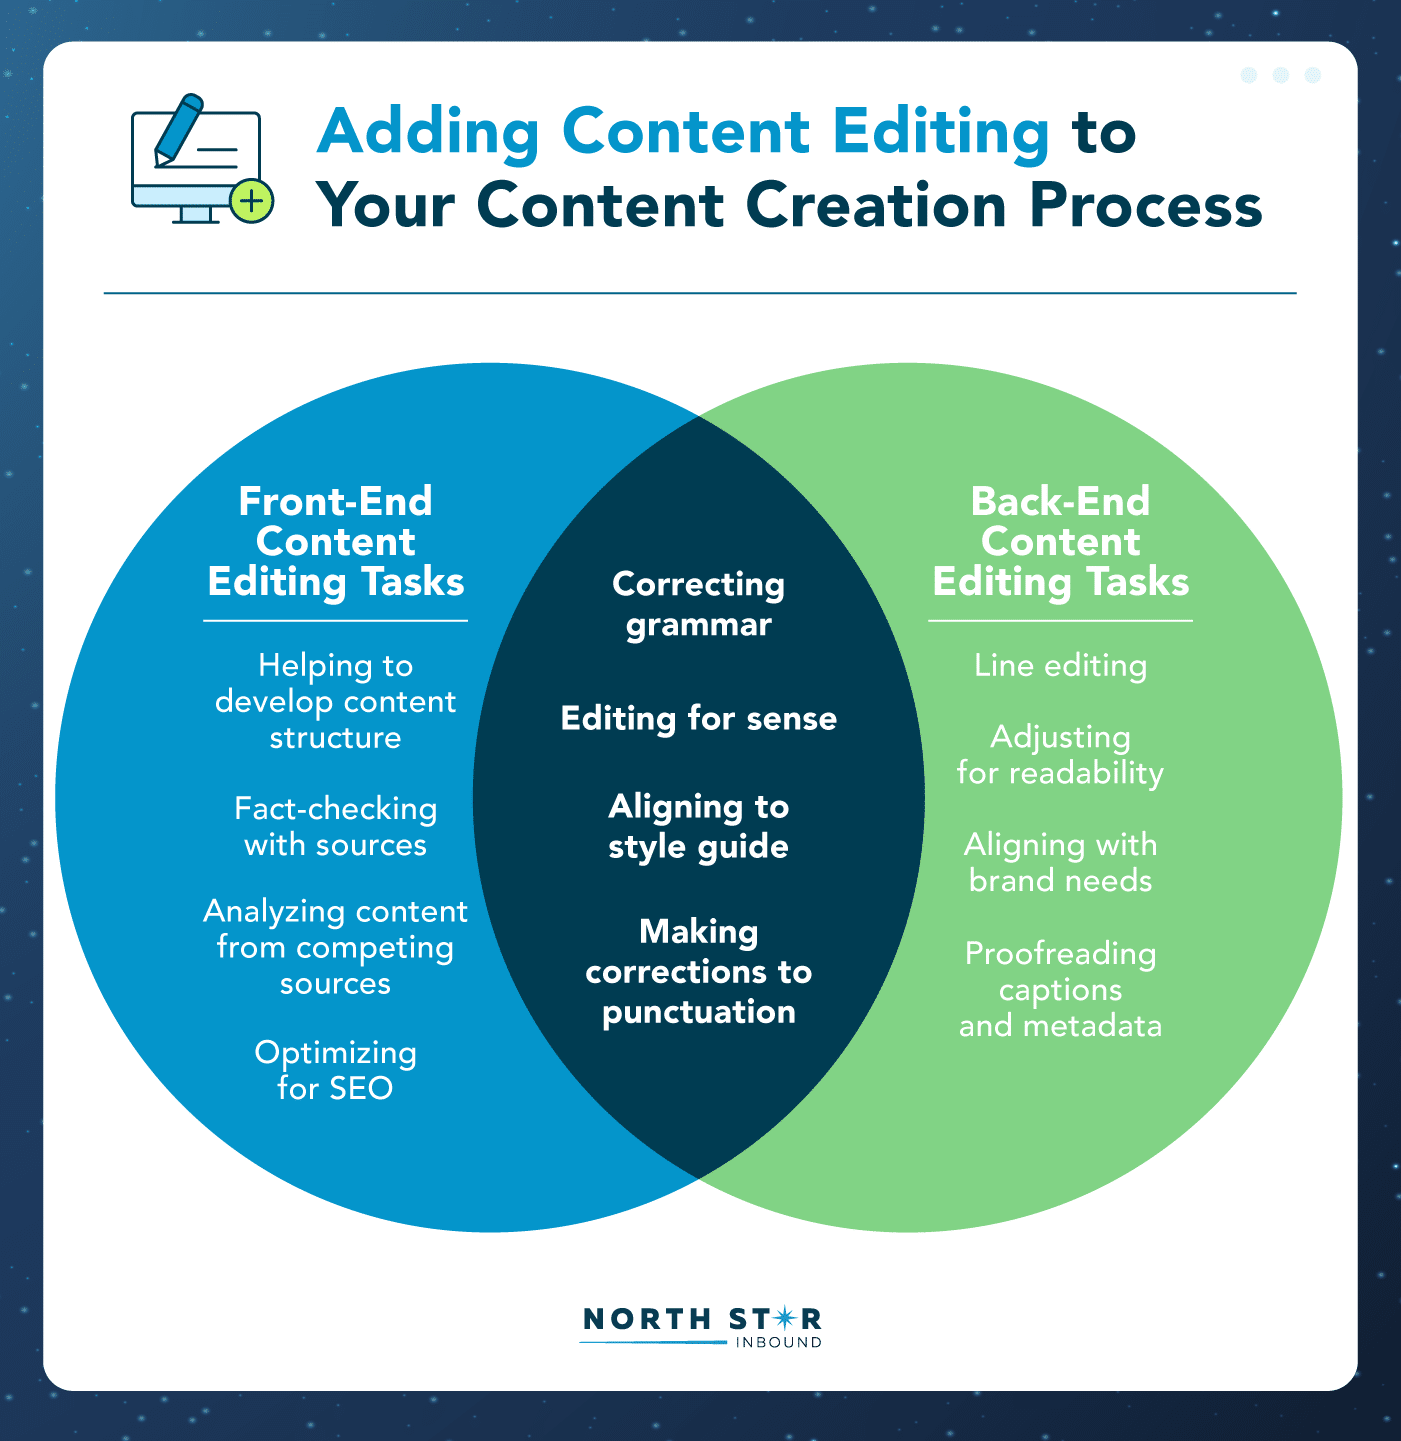 Adding Content Editing to
Your Content Creation Process
Front-End
Content
Editing Tasks
Helping to
develop content
structure
Fact-checking
with sources
Analyzing content
from competing
sources
Optimizing
for SEO
Correcting
grammar
Editing for sense
Aligning to
style guide
Making
corrections to
punctuation
Back-End
Content
Editing Tasks
Line editing
Adjusting
for readability
Aligning with
brand needs
Proofreading
captions
and metadata
NORTH STAR
INBOUND